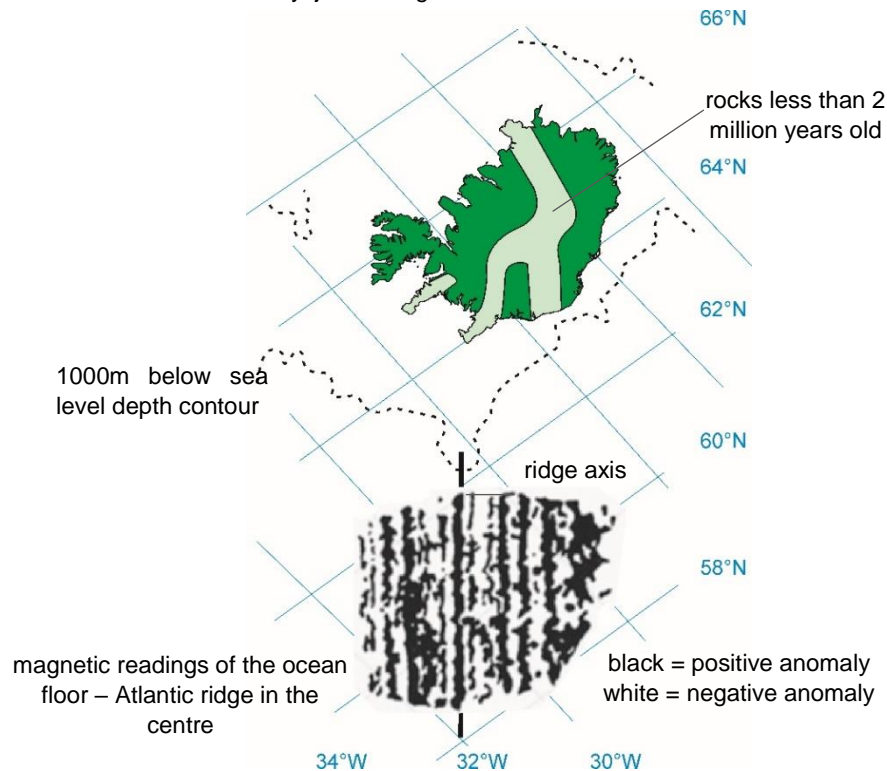 66°N
rocks less than 2
million years old
64°N
62°N
1000m below sea
level depth contour
60°N
ridge axis
58°N
magnetic readings of the ocean
floor – Atlantic ridge in the
centre
black = positive anomaly
white = negative anomaly
34°W 32°W 30°W